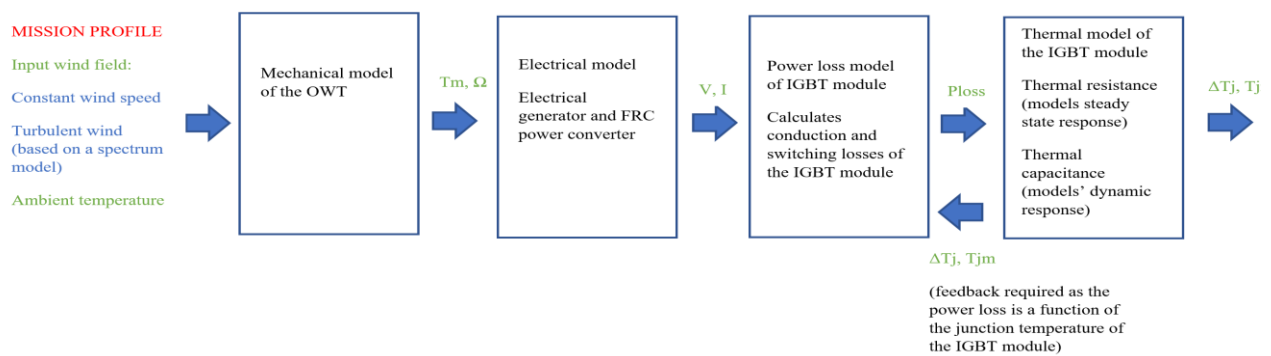 MISSION PROFILE
Input wind field:
Constant wind speed
Turbulent wind
(based on a spectrum
model)
Ambient temperature
Mechanical model
of the OWT
Tm, Ω
Electrical model
Electrical
generator and FRC
power converter
V, I
Power loss model
of IGBT module
Calculates
conduction and
switching losses of
the IGBT module
Ploss
Thermal model of
the IGBT module
Thermal resistance
(models steady
state response)
Thermal
capacitance
(models’ dynamic
response)
ΔTj, Tj
ΔTj, Tjm
(feedback required as the
power loss is a function of
the junction temperature of
the IGBT module)